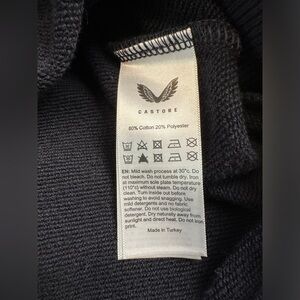 CASTORE
80% Cotton 20% Polyester
EN: Mild wash process at 30°c. Do
not bleach. Do not tumble dry. Iron
at maximum sole plate temperature
(110°c) without steam. Do not dry
clean. Turn inside out before
washing to avoid snagging. Use
mild detergents and no fabric
softener. Do not use biological
detergent. Dry naturally away from
sunlight and direct heat. Do not iron
print.
Made in Turkey